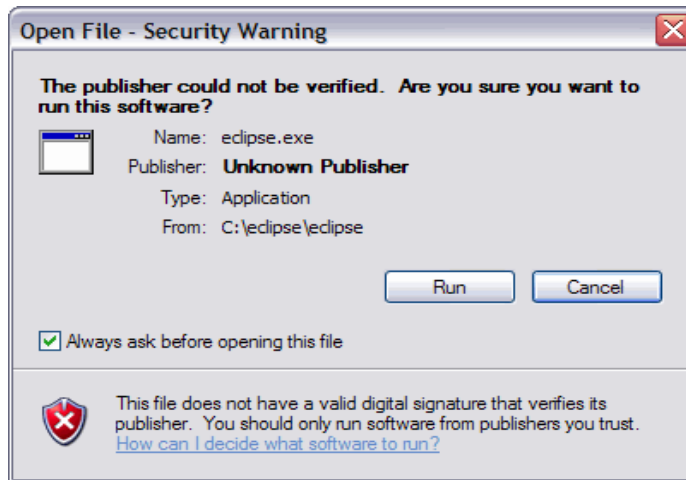 Open File - Security Warning
The publisher could not be verified. Are you sure you want to
run this software?
Name: eclipse.exe
Publisher: Unknown Publisher
Type: Application
From: C:\eclipse\eclipse
Run Cancel
Always ask before opening this file
This file does not have a valid digital signature that verifies its
publisher. You should only run software from publishers you trust.
How can I decide what software to run?